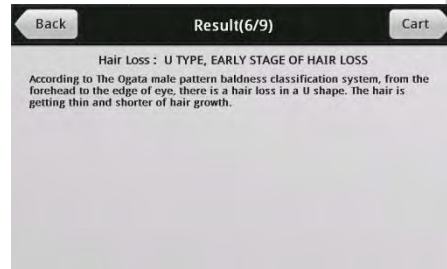 Back Result(6/9) Cart
Hair Loss : U TYPE, EARLY STAGE OF HAIR LOSS
According to The Ogata male pattern baldness classification system, from the
forehead to the edge of eye, there is a hair loss in a U shape. The hair is
getting thin and shorter of hair growth.